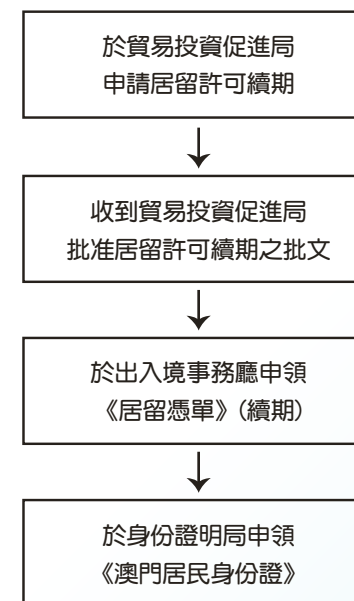 於貿易投資促進局
申請居留許可續期
收到貿易投資促進局
批准居留許可續期之批文
於出入境事務廳申領
《居留憑單》(續期)
於身份證明局申領
《澳門居民身份證》